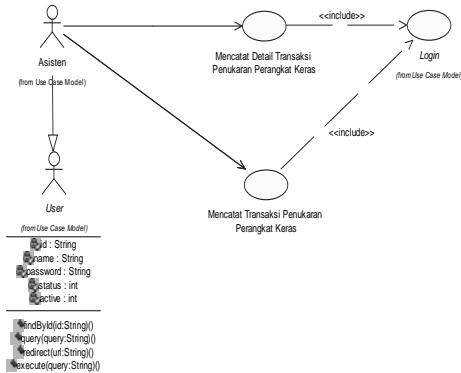 <<include>>
Asisten
(from Use Case Model)
Mencatat Detail Transaksi
Penukaran Perangkat Keras
Login
(from Use Case Model)
<<include>>
User
(from Use Case Model)
Mencatat Transaksi Penukaran
Perangkat Keras
id : String
name : String
password : String
status : int
active : int
findById(id:String)()
query(query:String)()
redirect(url:String)()
execute(query:String)()